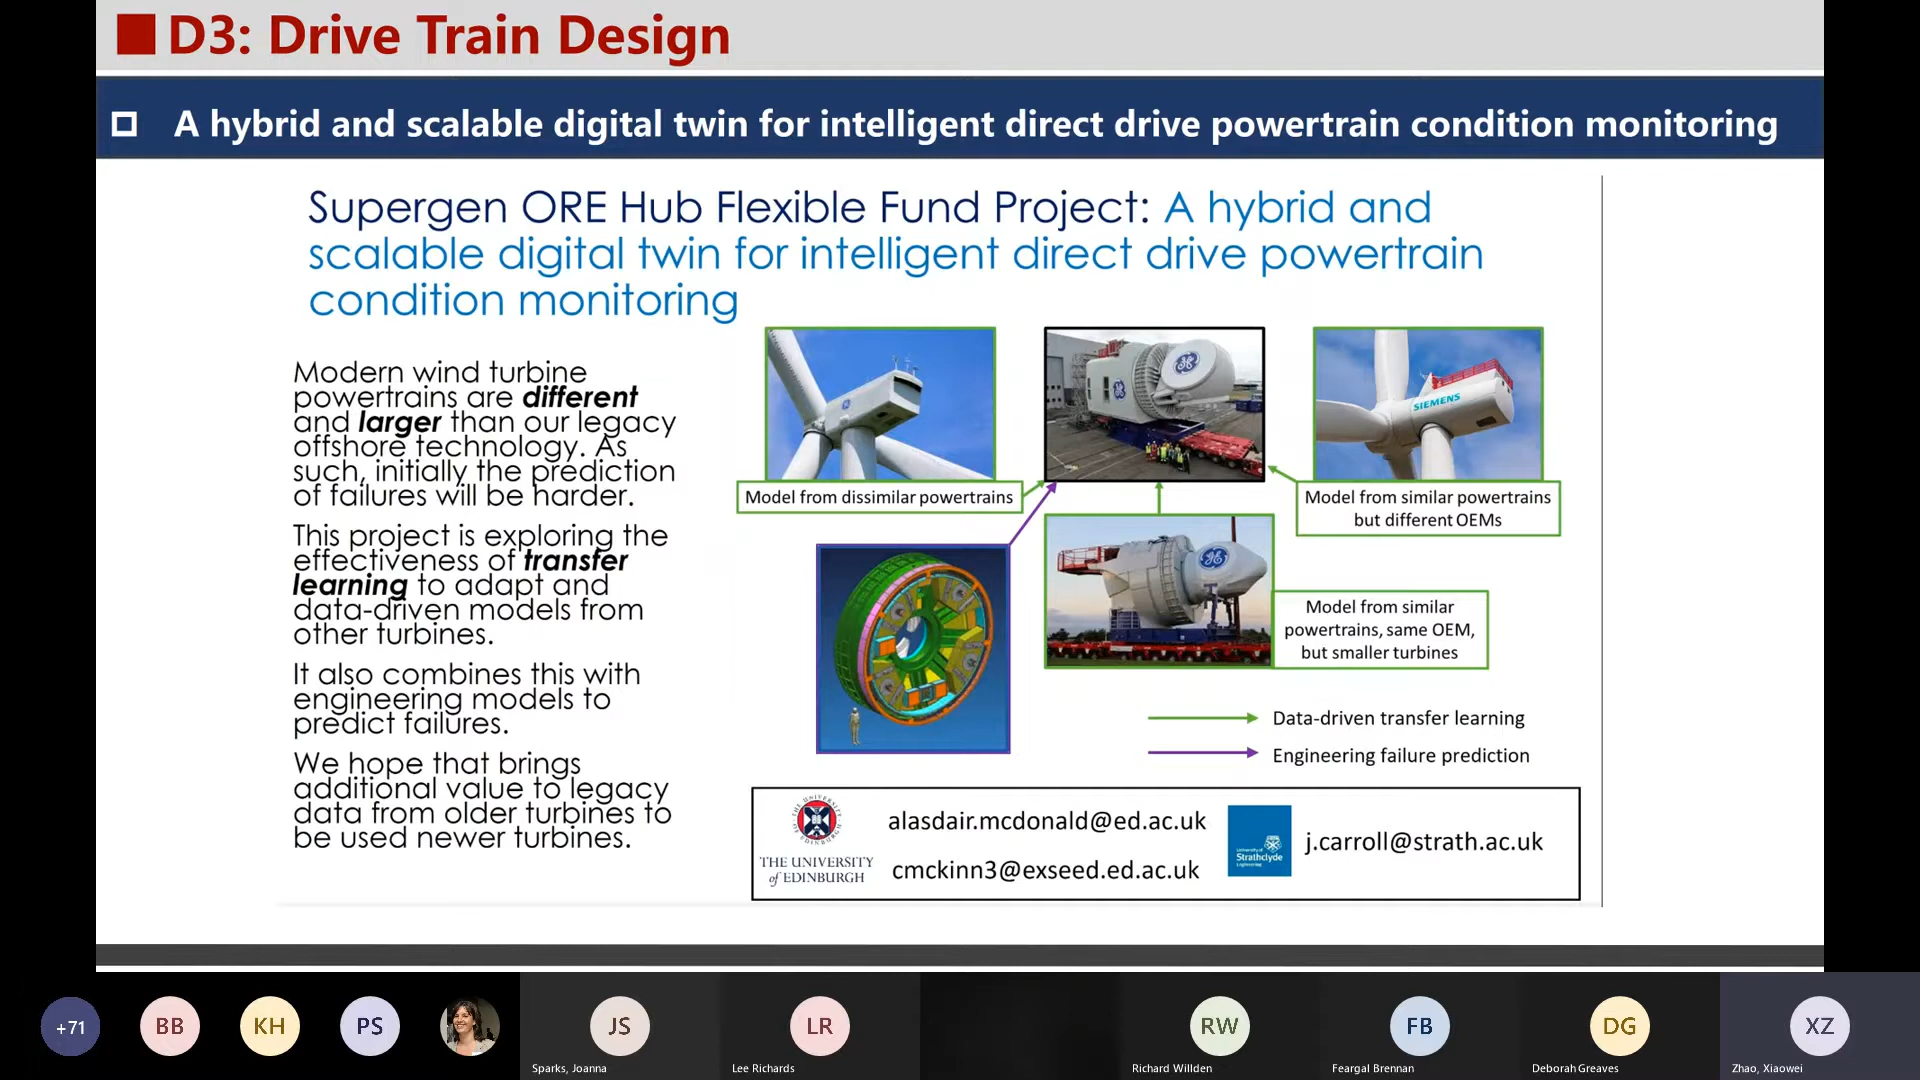 D3: Drive Train Design
A hybrid and scalable digital twin for intelligent direct drive powertrain condition monitoring
Supergen ORE Hub Flexible Fund Project: A hybrid and
scalable digital twin for intelligent direct drive powertrain
condition monitoring
Modern wind turbine
powertrains are different
and larger than our legacy
offshore technology. As
such, initially the prediction
of failures will be harder.
This project is exploring the
effectiveness of transfer
learning to adapt and
data-driven models from
other turbines.
It also combines this with
engineering models to
predict failures.
We hope that brings
additional value to legacy
data from older turbines to
be used newer turbines.
SIEMENS
Model from dissimilar powertrains
Model from similar powertrains
but different OEMs
Model from similar
powertrains, same OEM,
but smaller turbines
Data-driven transfer learning
Engineering failure prediction
THE UNIVERSITY
of EDINBURGH
alasdair.mcdonald@ed.ac.uk
cmckinn3@exseed.ed.ac.uk
University of
Strathclyde
Engineering
j.carroll@strath.ac.uk
+71
BB
KH
PS
JS
Sparks, Joanna
LR
Lee Richards
RW
Richard Willden
FB
Feargal Brennan
DG
Deborah Greaves
XZ
Zhao, Xiaowei